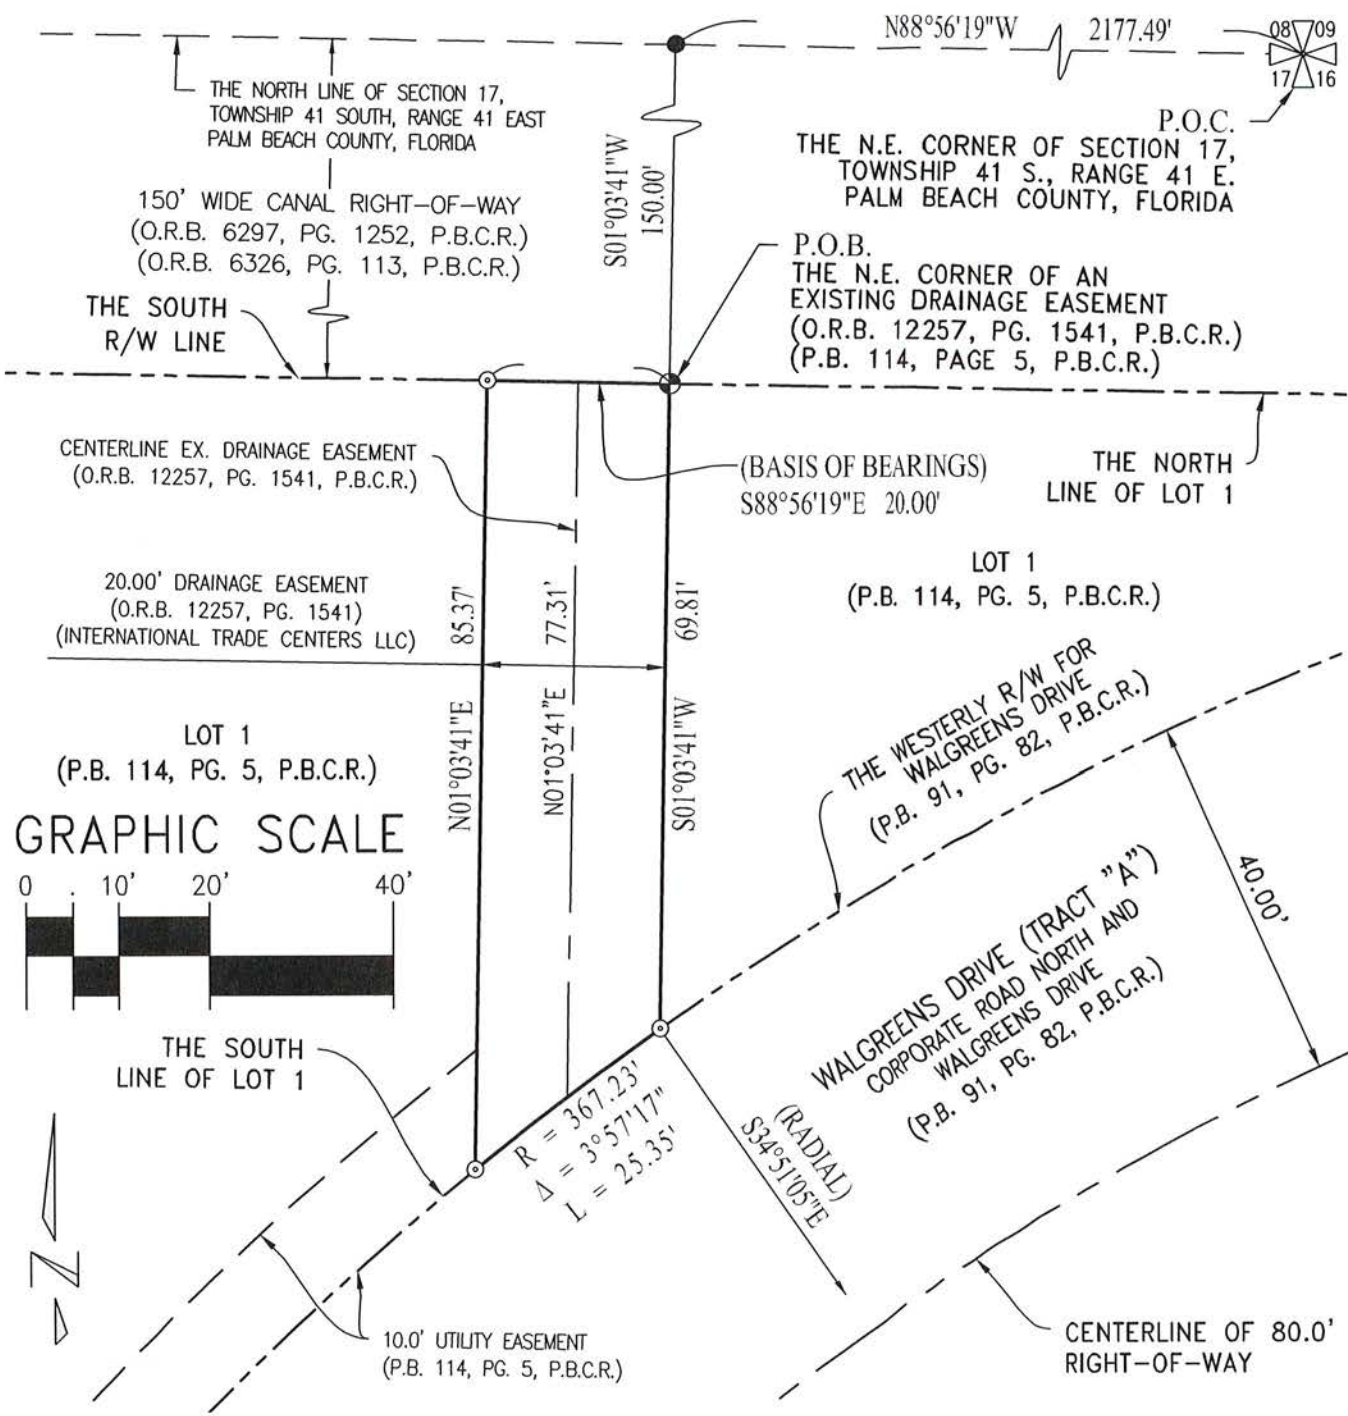 N88°56'19"W 2177.49'
08 09
17 16
P.O.C.
THE N.E. CORNER OF SECTION 17,
TOWNSHIP 41 S., RANGE 41 E.
PALM BEACH COUNTY, FLORIDA
THE NORTH LINE OF SECTION 17,
TOWNSHIP 41 SOUTH, RANGE 41 EAST
PALM BEACH COUNTY, FLORIDA
150' WIDE CANAL RIGHT-OF-WAY
(O.R.B. 6297, PG. 1252, P.B.C.R.)
(O.R.B. 6326, PG. 113, P.B.C.R.)
S01°03'41"W
150.00'
THE SOUTH
R/W LINE
P.O.B.
THE N.E. CORNER OF AN
EXISTING DRAINAGE EASEMENT
(O.R.B. 12257, PG. 1541, P.B.C.R.)
(P.B. 114, PAGE 5, P.B.C.R.)
CENTERLINE EX. DRAINAGE EASEMENT
(O.R.B. 12257, PG. 1541, P.B.C.R.)
(BASIS OF BEARINGS)
S88°56'19"E 20.00'
THE NORTH
LINE OF LOT 1
20.00' DRAINAGE EASEMENT
(O.R.B. 12257, PG. 1541)
(INTERNATIONAL TRADE CENTERS LLC)
N01°03'41"E 85.37'
N01°03'41"E 77.31'
S01°03'41"W 69.81'
LOT 1
(P.B. 114, PG. 5, P.B.C.R.)
LOT 1
(P.B. 114, PG. 5, P.B.C.R.)
THE WESTERLY R/W FOR
WALGREENS DRIVE
(P.B. 91, PG. 82, P.B.C.R.)
GRAPHIC SCALE
0 10' 20' 40'
40.00'
WALGREENS DRIVE (TRACT "A")
CORPORATE ROAD NORTH AND
WALGREENS DRIVE
(P.B. 91, PG. 82, P.B.C.R.)
THE SOUTH
LINE OF LOT 1
R = 367.23'
Δ = 3°57'17"
L = 25.35'
(RADIAL)
S34°51'05"E
N
10.0' UTILITY EASEMENT
(P.B. 114, PG. 5, P.B.C.R.)
CENTERLINE OF 80.0'
RIGHT-OF-WAY